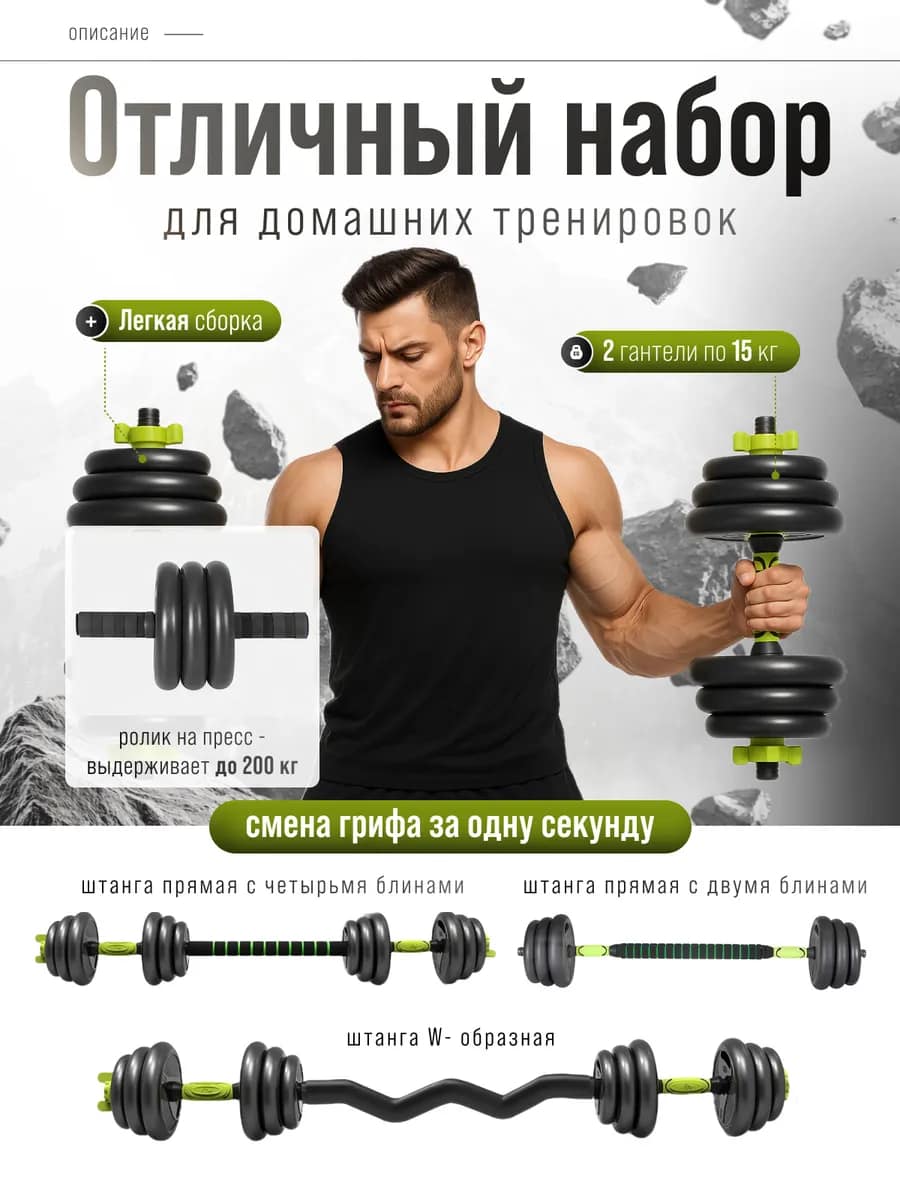 описание
Отличный набор
для домашних тренировок
Легкая сборка
2 гантели по 15 кг
ролик на пресс -
выдерживает до 200 кг
смена грифа за одну секунду
штанга прямая с четырьмя блинами
штанга прямая с двумя блинами
штанга W- образная